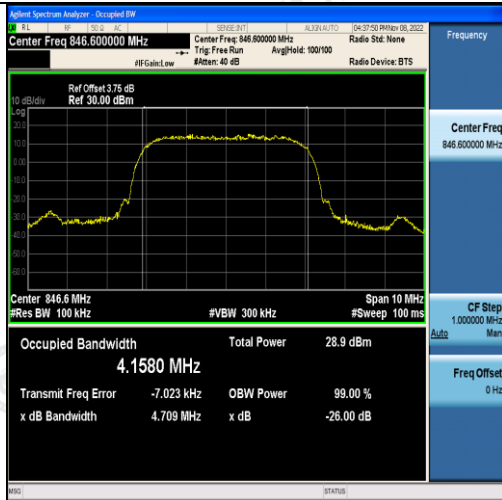 Agilent Spectrum Analyzer - Occupied BW
RL RF 50 Ω AC SENSE:INT ALIGN AUTO 04:37:50 PM Nov 08, 2022
Center Freq 846.600000 MHz Center Freq: 846.600000 MHz Radio Std: None Frequency
Trig: Free Run Avg|Hold: 100/100
#IFGain:Low #Atten: 40 dB Radio Device: BTS
Ref Offset 3.75 dB
10 dB/div Ref 30.00 dBm
Log
20.0
10.0
0.00
-10.0
-20.0
-30.0
-40.0
-50.0
-60.0
Center Freq
846.600000 MHz
Center 846.6 MHz Span 10 MHz
#Res BW 100 kHz #VBW 300 kHz #Sweep 100 ms
CF Step
1.000000 MHz
Auto Man
Occupied Bandwidth Total Power 28.9 dBm
4.1580 MHz
Transmit Freq Error -7.023 kHz OBW Power 99.00 %
x dB Bandwidth 4.709 MHz x dB -26.00 dB
Freq Offset
0 Hz
MSG STATUS